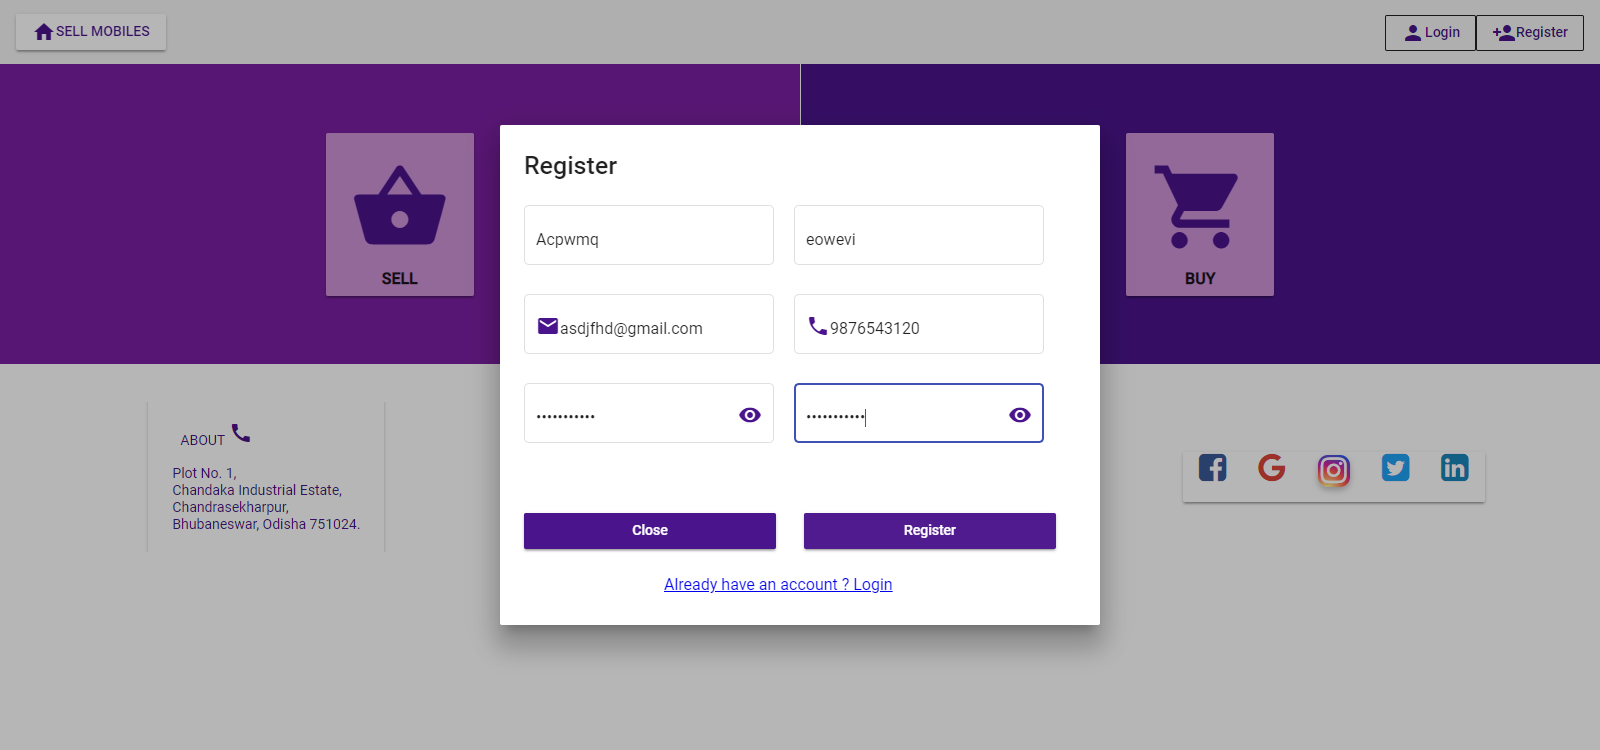 SELL MOBILES
Login
Register
SELL
BUY
Register
Acpwmq
eowevi
asdjfhd@gmail.com
9876543120
•••••••••••
•••••••••••
Close
Register
Already have an account ? Login
ABOUT
Plot No. 1,
Chandaka Industrial Estate,
Chandrasekharpur,
Bhubaneswar, Odisha 751024.